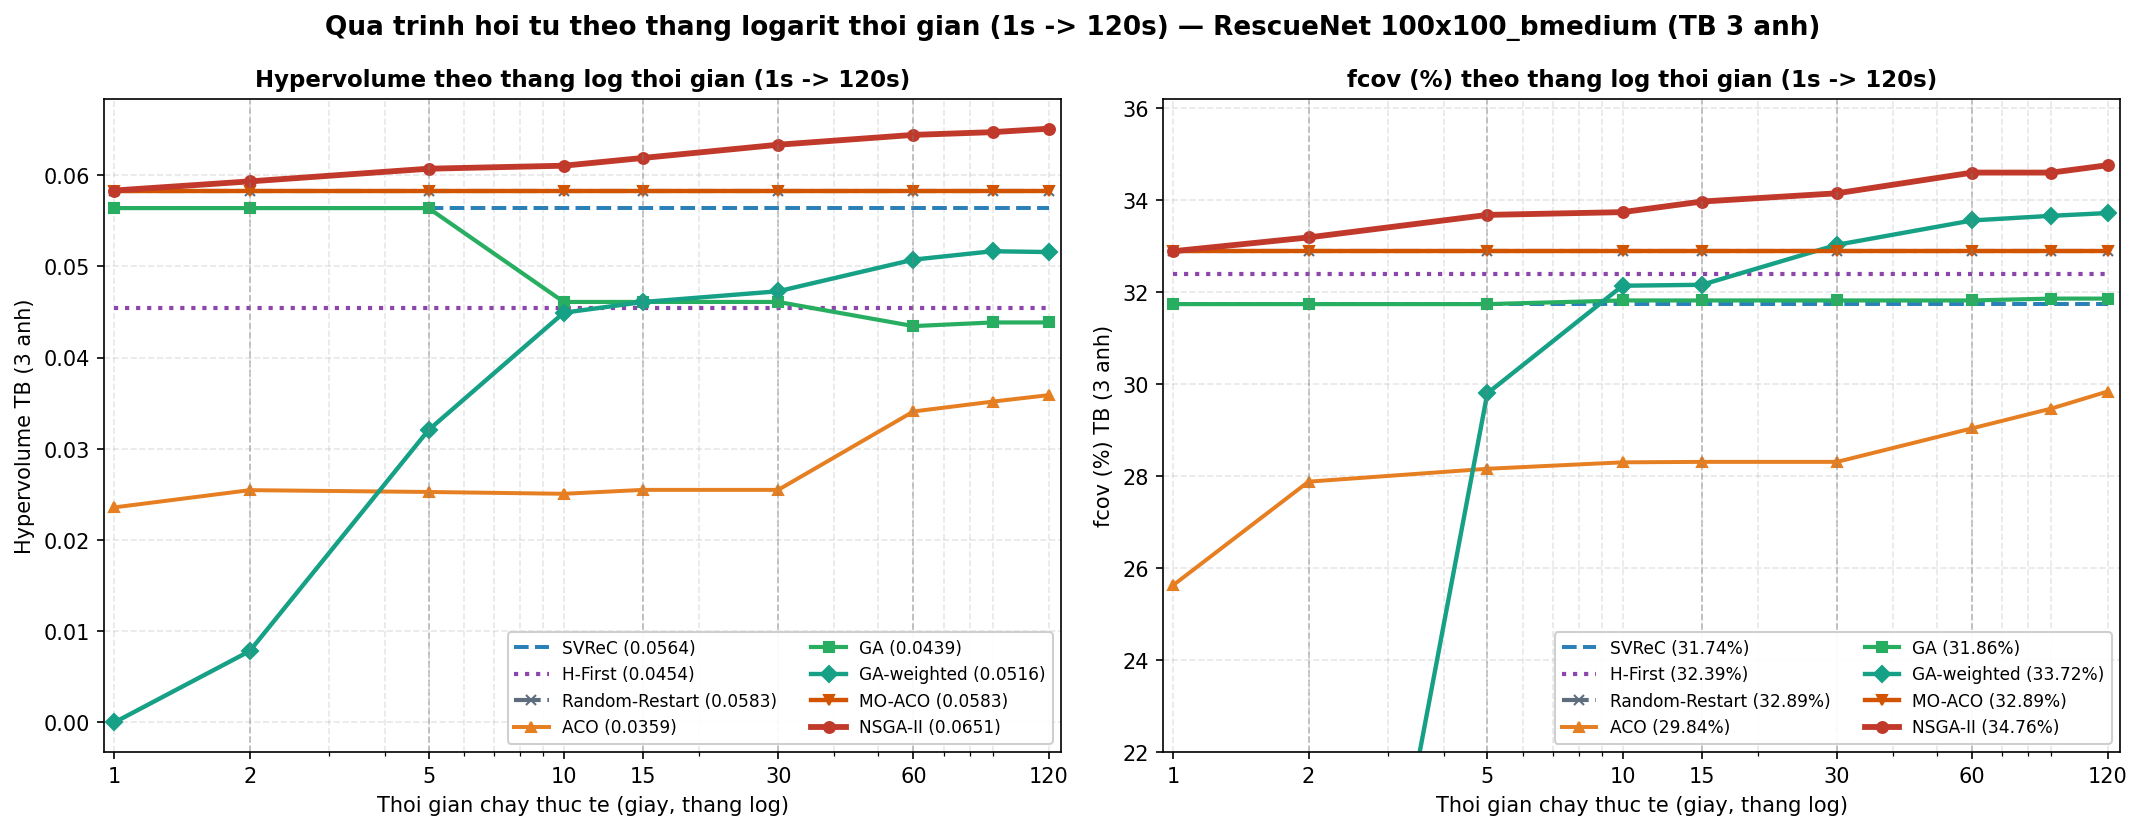 Qua trinh hoi tu theo thang logarit thoi gian (1s -> 120s) — RescueNet 100x100_bmedium (TB 3 anh)
Hypervolume theo thang log thoi gian (1s -> 120s)
Hypervolume TB (3 anh)
0.06
0.05
0.04
0.03
0.02
0.01
0.00
SVReC (0.0564)
H-First (0.0454)
Random-Restart (0.0583)
ACO (0.0359)
GA (0.0439)
GA-weighted (0.0516)
MO-ACO (0.0583)
NSGA-II (0.0651)
1 2 5 10 15 30 60 120
Thoi gian chay thuc te (giay, thang log)
fcov (%) theo thang log thoi gian (1s -> 120s)
fcov (%) TB (3 anh)
36
34
32
30
28
26
24
22
SVReC (31.74%)
H-First (32.39%)
Random-Restart (32.89%)
ACO (29.84%)
GA (31.86%)
GA-weighted (33.72%)
MO-ACO (32.89%)
NSGA-II (34.76%)
1 2 5 10 15 30 60 120
Thoi gian chay thuc te (giay, thang log)